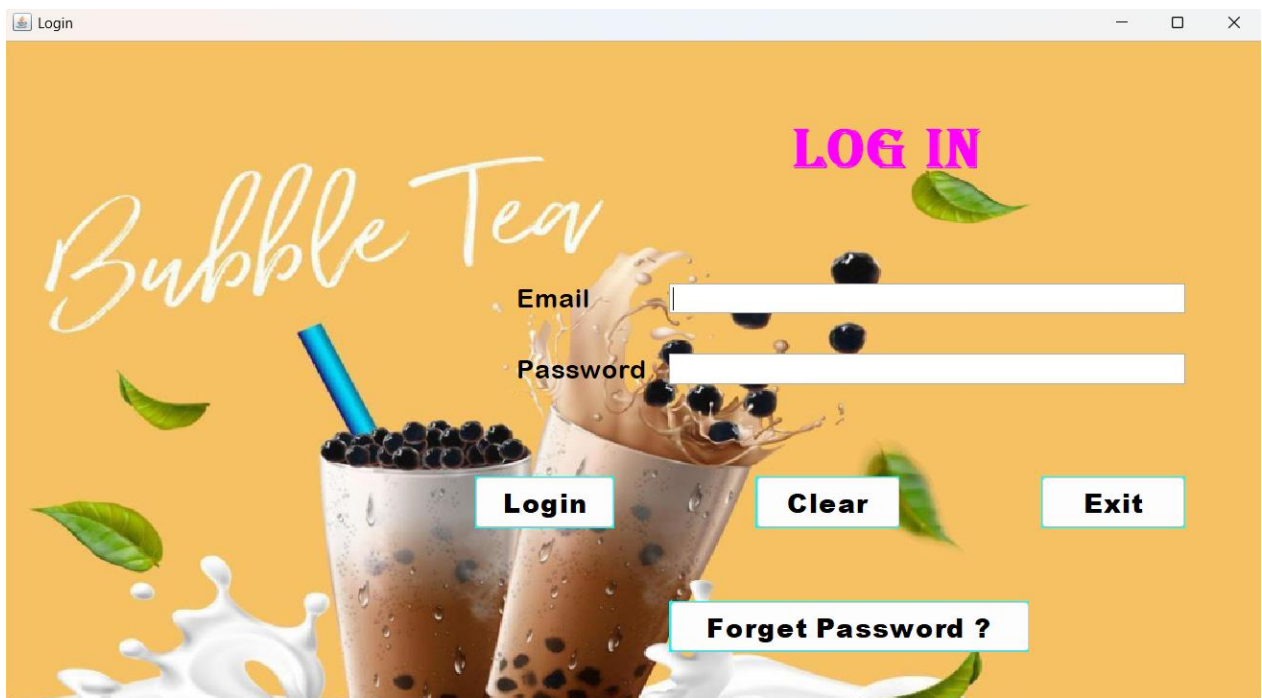 Login
LOG IN
Bubble Tea
Email
Password
Login Clear Exit
Forget Password ?